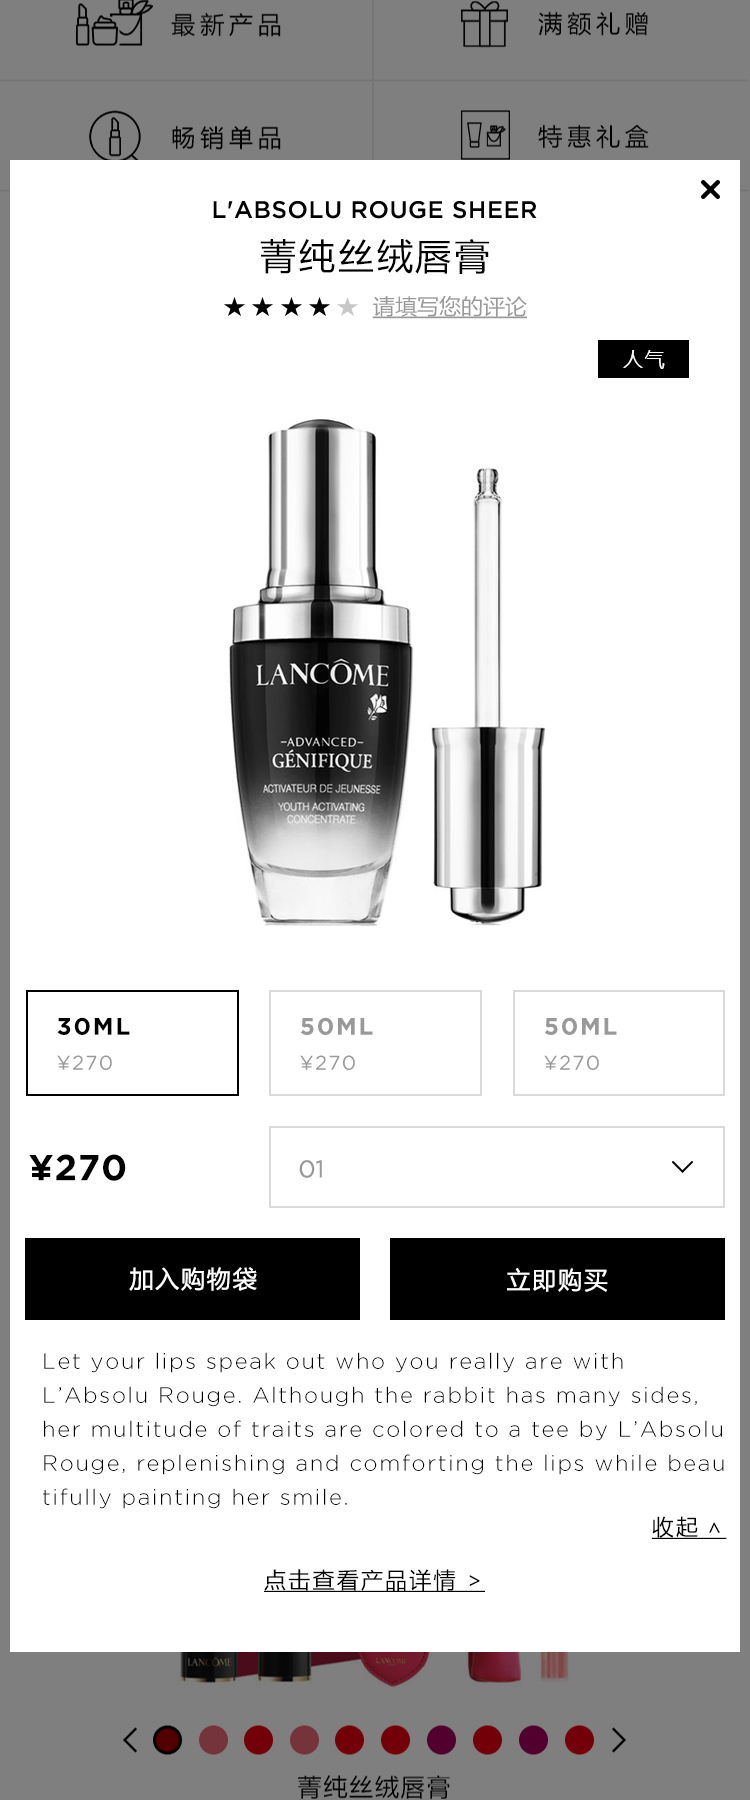 最新产品
满额礼赠
畅销单品
特惠礼盒
L'ABSOLU ROUGE SHEER
菁纯丝绒唇膏
请填写您的评论
人气
LANCÔME
-ADVANCED-
GÉNIFIQUE
ACTIVATEUR DE JEUNESSE
YOUTH ACTIVATING
CONCENTRATE
30ML
¥270
50ML
¥270
50ML
¥270
¥270
01
加入购物袋
立即购买
Let your lips speak out who you really are with
L’Absolu Rouge. Although the rabbit has many sides,
her multitude of traits are colored to a tee by L’Absolu
Rouge, replenishing and comforting the lips while beau
tifully painting her smile.
收起 ^
点击查看产品详情 >
LANCÔME
LANCÔME
菁纯丝绒唇膏